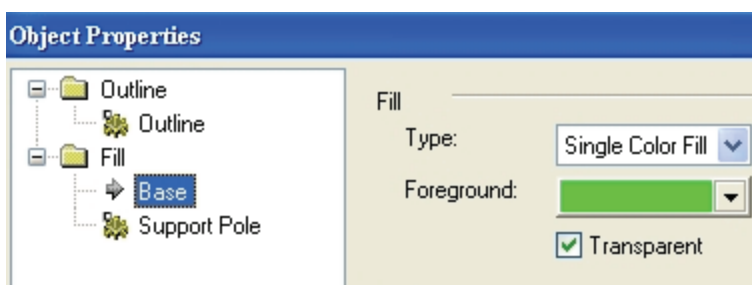 Object Properties
Outline
Outline
Fill
Base
Support Pole
Fill
Type:
Single Color Fill
Foreground:
Transparent